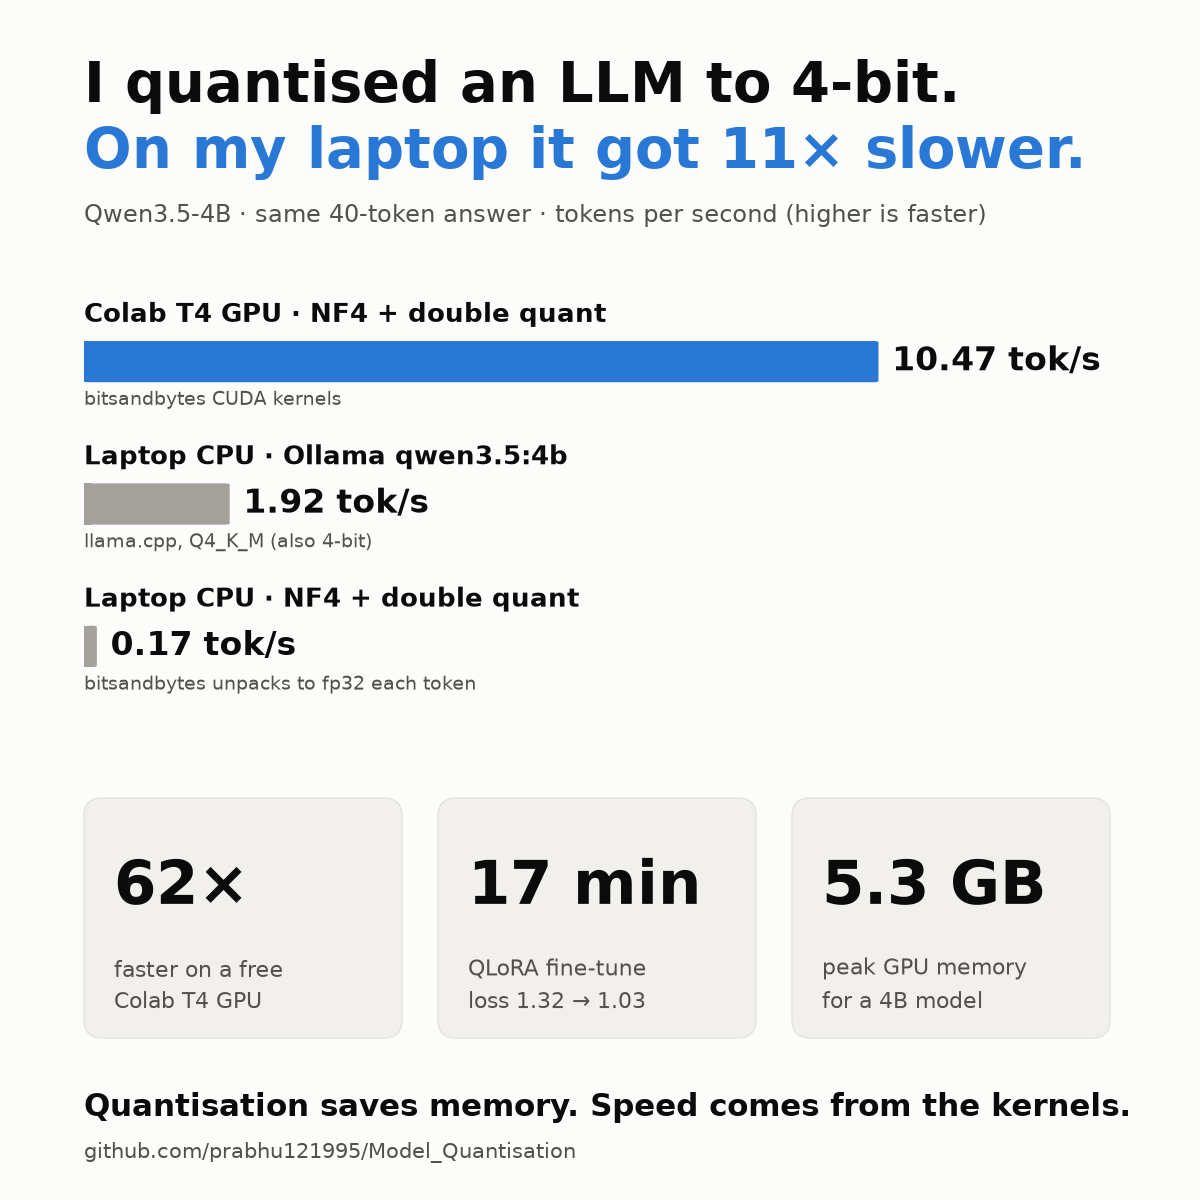 I quantised an LLM to 4-bit.
On my laptop it got 11× slower.
Qwen3.5-4B · same 40-token answer · tokens per second (higher is faster)
Colab T4 GPU · NF4 + double quant
10.47 tok/s
bitsandbytes CUDA kernels
Laptop CPU · Ollama qwen3.5:4b
1.92 tok/s
llama.cpp, Q4_K_M (also 4-bit)
Laptop CPU · NF4 + double quant
0.17 tok/s
bitsandbytes unpacks to fp32 each token
62×
faster on a free
Colab T4 GPU
17 min
QLoRA fine-tune
loss 1.32 → 1.03
5.3 GB
peak GPU memory
for a 4B model
Quantisation saves memory. Speed comes from the kernels.
github.com/prabhu121995/Model_Quantisation